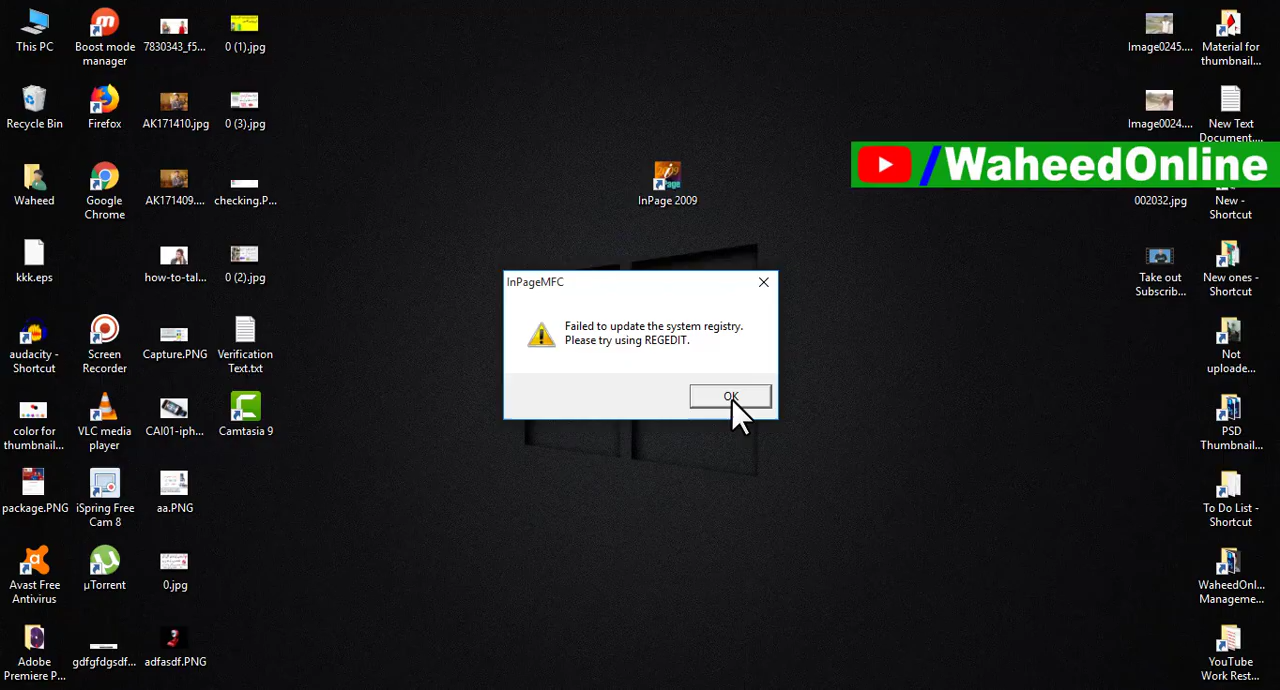 This PC
Boost mode
manager
7830343_f5...
0 (1).jpg
Recycle Bin
Firefox
AK171410.jpg
0 (3).jpg
Waheed
Google
Chrome
AK171409....
checking.P...
kkk.eps
how-to-tal...
0 (2).jpg
audacity -
Shortcut
Screen
Recorder
Capture.PNG
Verification
Text.txt
color for
thumbnail...
VLC media
player
CAI01-iph...
Camtasia 9
package.PNG
iSpring Free
Cam 8
aa.PNG
Avast Free
Antivirus
µTorrent
0.jpg
Adobe
Premiere P...
gdfgfdgsdf...
adfasdf.PNG
InPage 2009
InPageMFC
Failed to update the system registry.
Please try using REGEDIT.
OK
Image0245....
Material for
thumbnail...
Image0024....
New Text
Document....
/WaheedOnline
002032.jpg
New -
Shortcut
Take out
Subscrib...
New ones -
Shortcut
Not
uploade...
PSD
Thumbnail...
To Do List -
Shortcut
WaheedOnl...
Manageme...
YouTube
Work Rest...